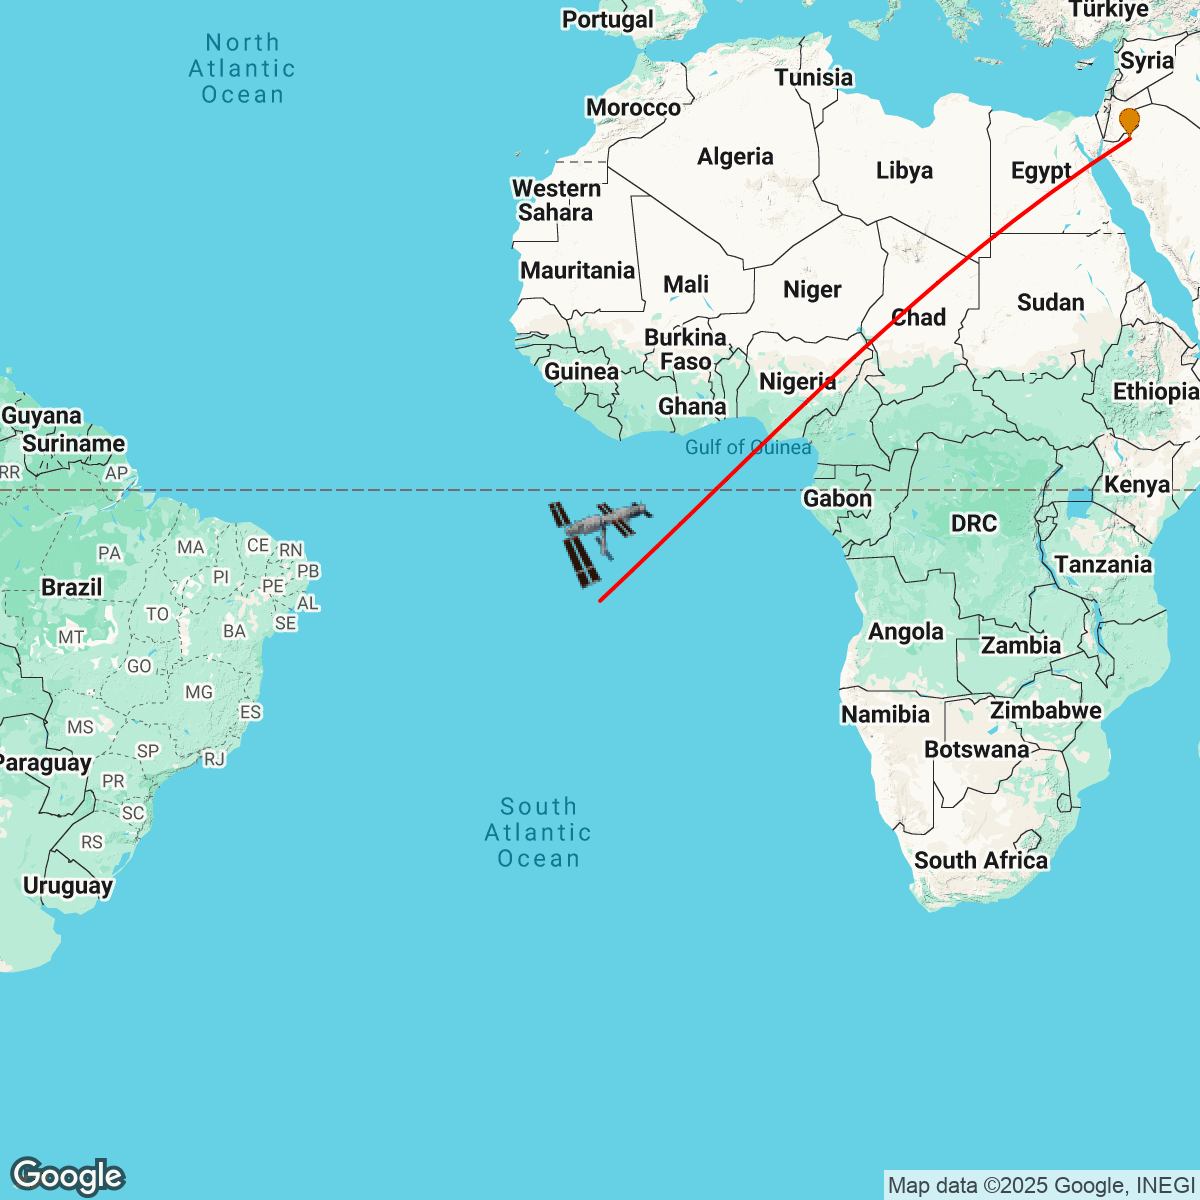 Portugal
Türkiye
North
Atlantic
Ocean
Syria
Tunisia
Morocco
Algeria
Libya
Egypt
Western
Sahara
Mauritania
Mali
Niger
Chad
Sudan
Burkina
Faso
Guinea
Nigeria
Ethiopia
Ghana
Guyana
Suriname
Gulf of Guinea
RR
AP
Gabon
Kenya
DRC
PA
MA
CE
RN
Tanzania
PB
PI
PE
Brazil
AL
TO
SE
MT
BA
Angola
Zambia
GO
MG
ES
Namibia
Zimbabwe
MS
SP
RJ
Botswana
Paraguay
PR
South
Atlantic
Ocean
SC
RS
South Africa
Uruguay
Google
Map data ©2025 Google, INEGI